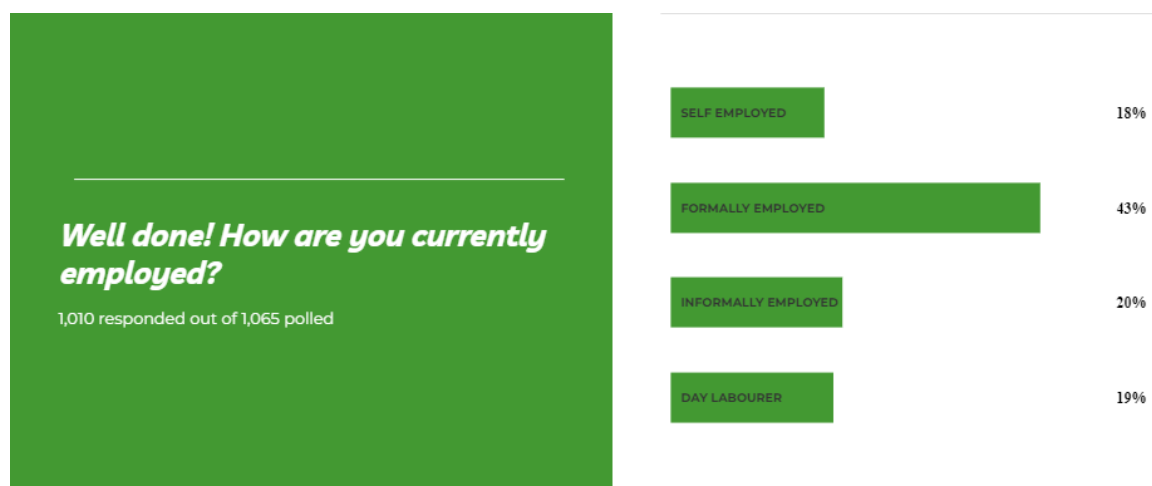 Well done! How are you currently
employed?
1,010 responded out of 1,065 polled
SELF EMPLOYED 18%
FORMALLY EMPLOYED 43%
INFORMALLY EMPLOYED 20%
DAY LABOURER 19%